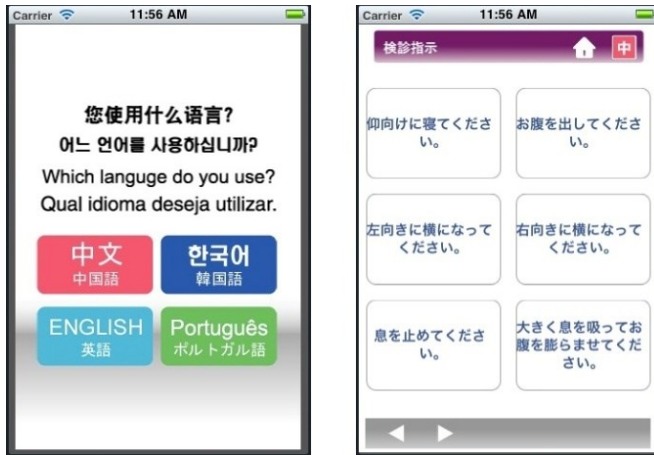 Carrier 11:56 AM
您使用什么语言?
어느 언어를 사용하십니까?
Which languge do you use?
Qual idioma deseja utilizar.
中文
中国語
한국어
韓国語
ENGLISH
英語
Português
ポルトガル語
Carrier 11:56 AM
検診指示
中
仰向けに寝てくださ
い。
お腹を出してくださ
い。
左向きに横になって
ください。
右向きに横になって
ください。
息を止めてくださ
い。
大きく息を吸ってお
腹を膨らませてくだ
さい。